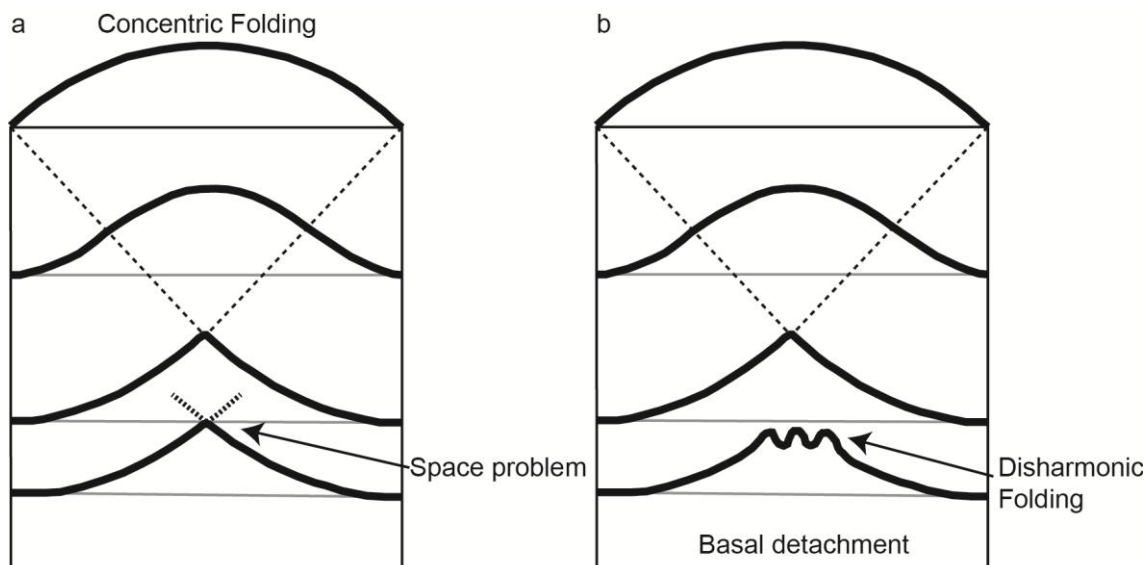 a
Concentric Folding
b
Space problem
Disharmonic
Folding
Basal detachment